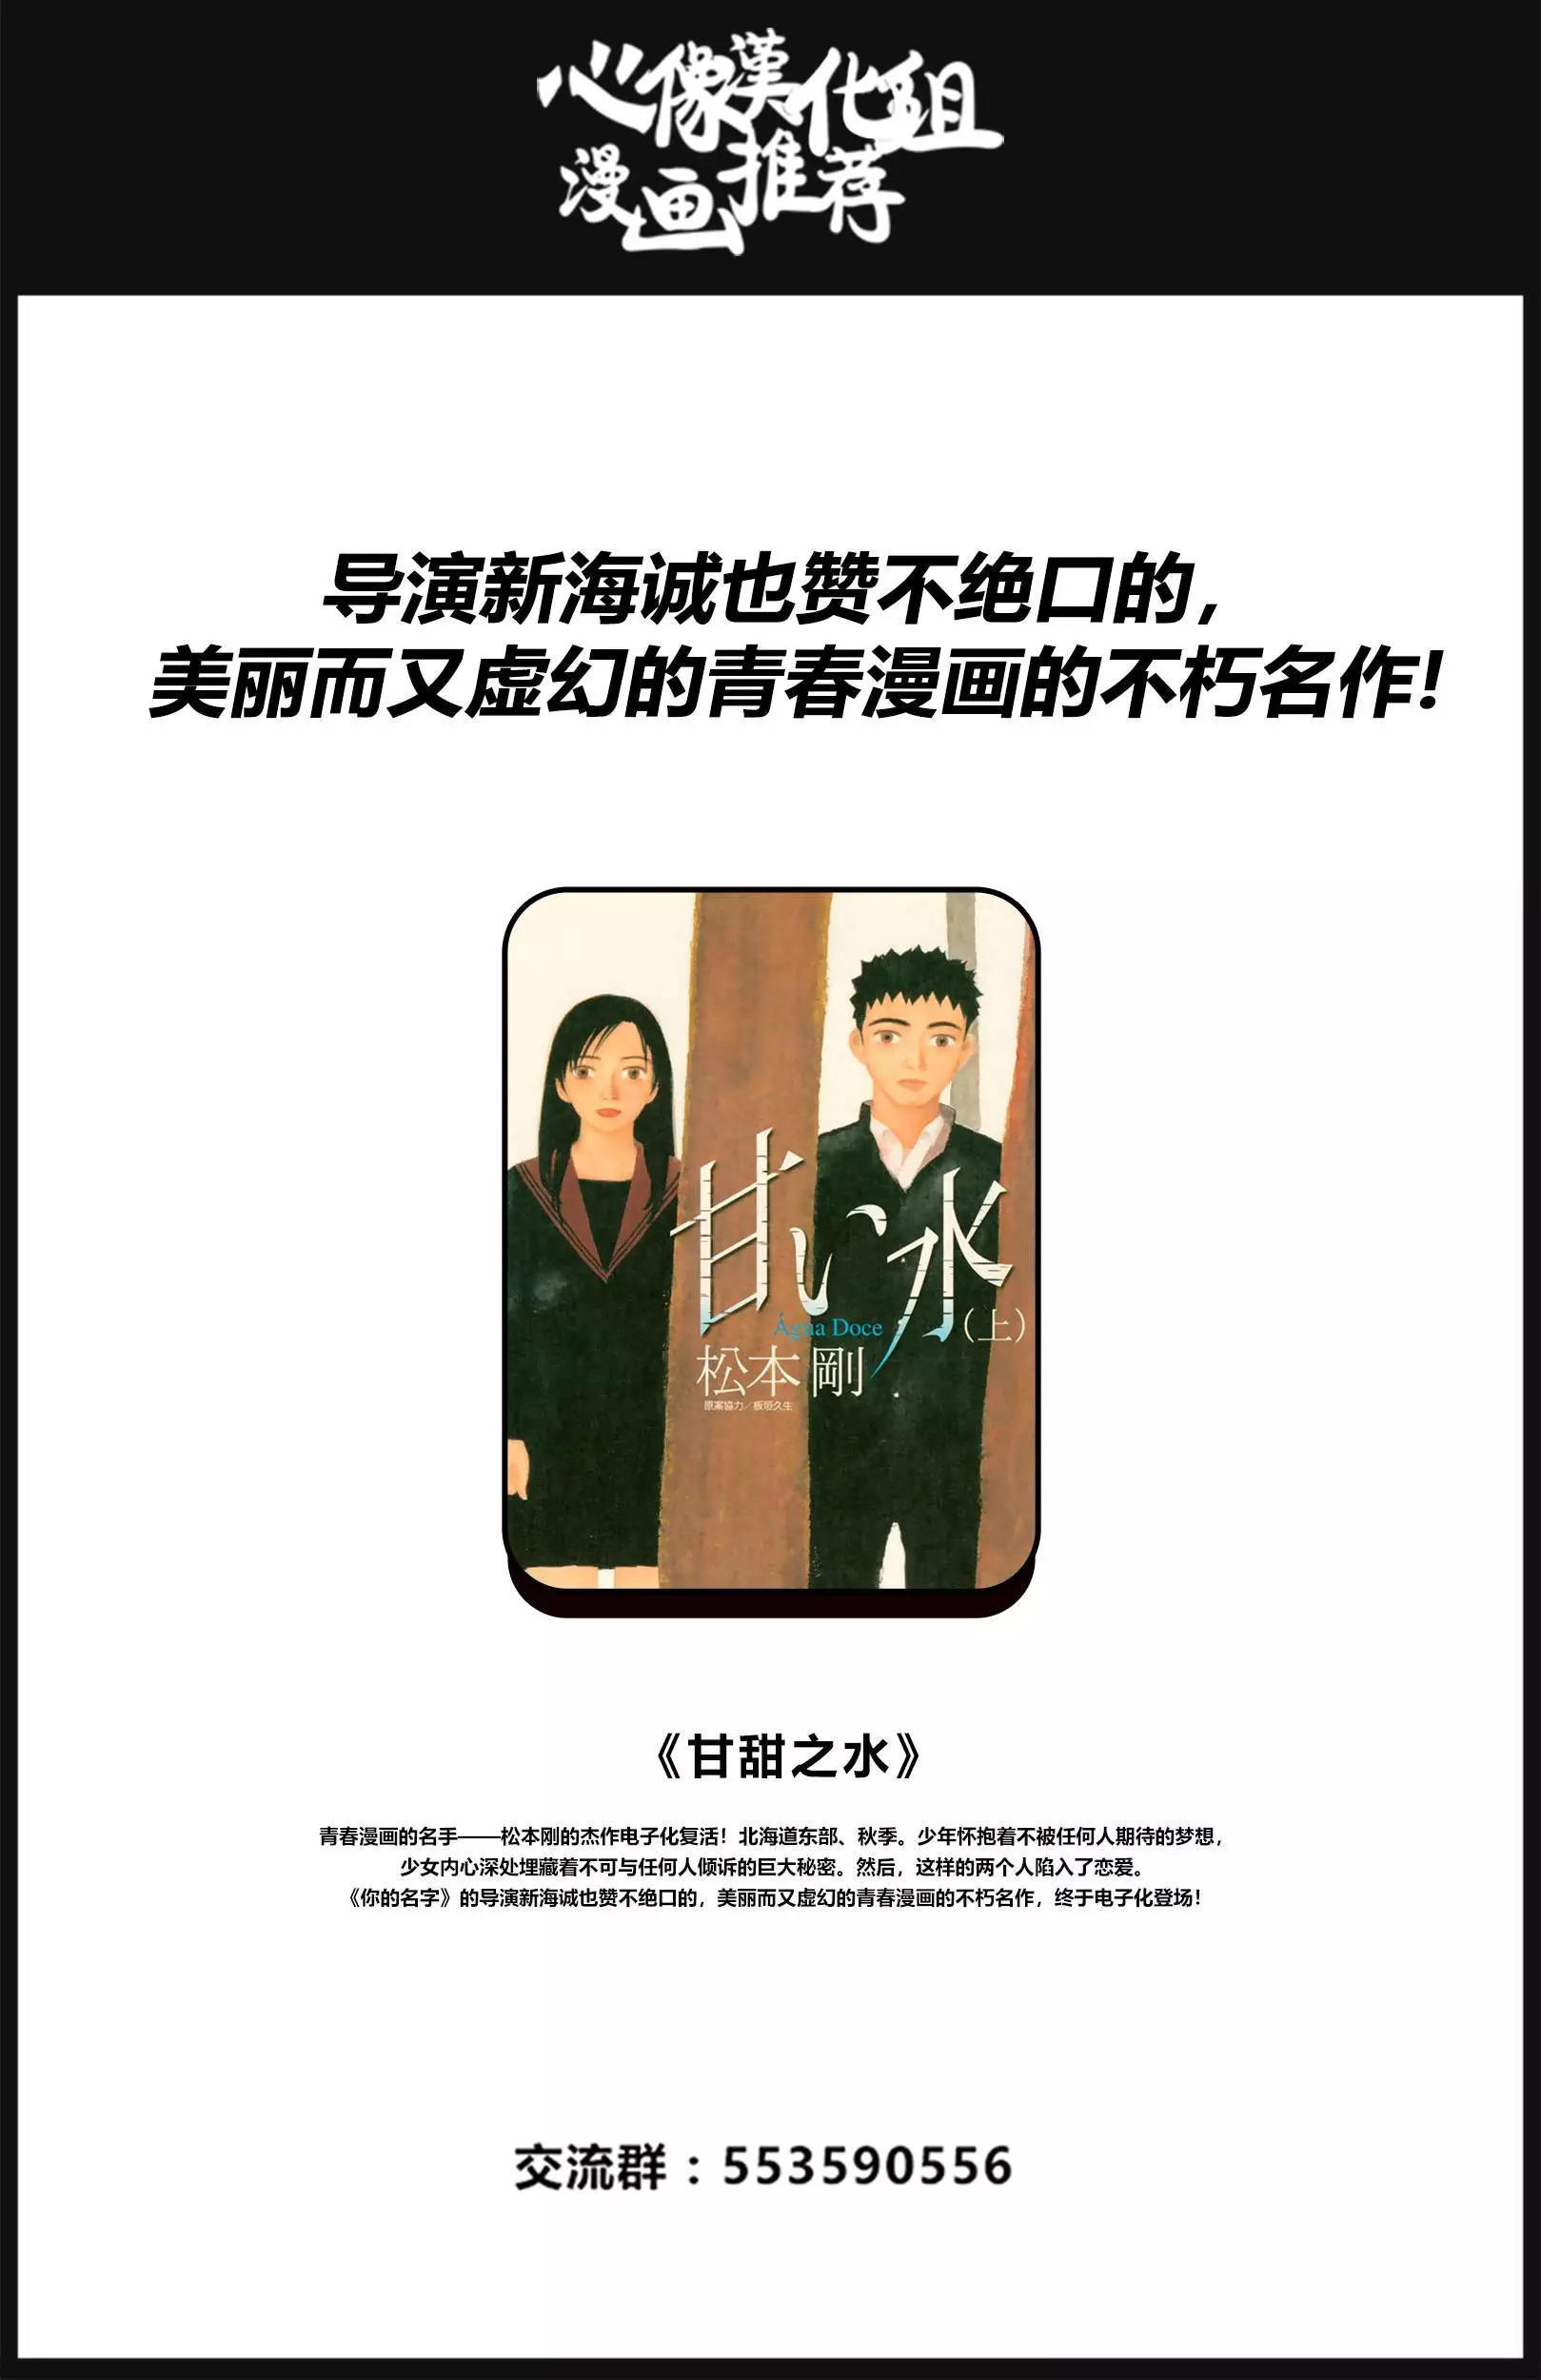 心像漢化组
漫画推荐
导演新海诚也赞不绝口的，
美丽而又虚幻的青春漫画的不朽名作！
甘い水
Água Doce
（上）
松本剛
原案協力／板垣久生
《甘甜之水》
青春漫画的名手——松本刚的杰作电子化复活！北海道东部、秋季。少年怀抱着不被任何人期待的梦想，
少女内心深处埋藏着不可与任何人倾诉的巨大秘密。然后，这样的两个人陷入了恋爱。
《你的名字》的导演新海诚也赞不绝口的，美丽而又虚幻的青春漫画的不朽名作，终于电子化登场！
交流群：553590556